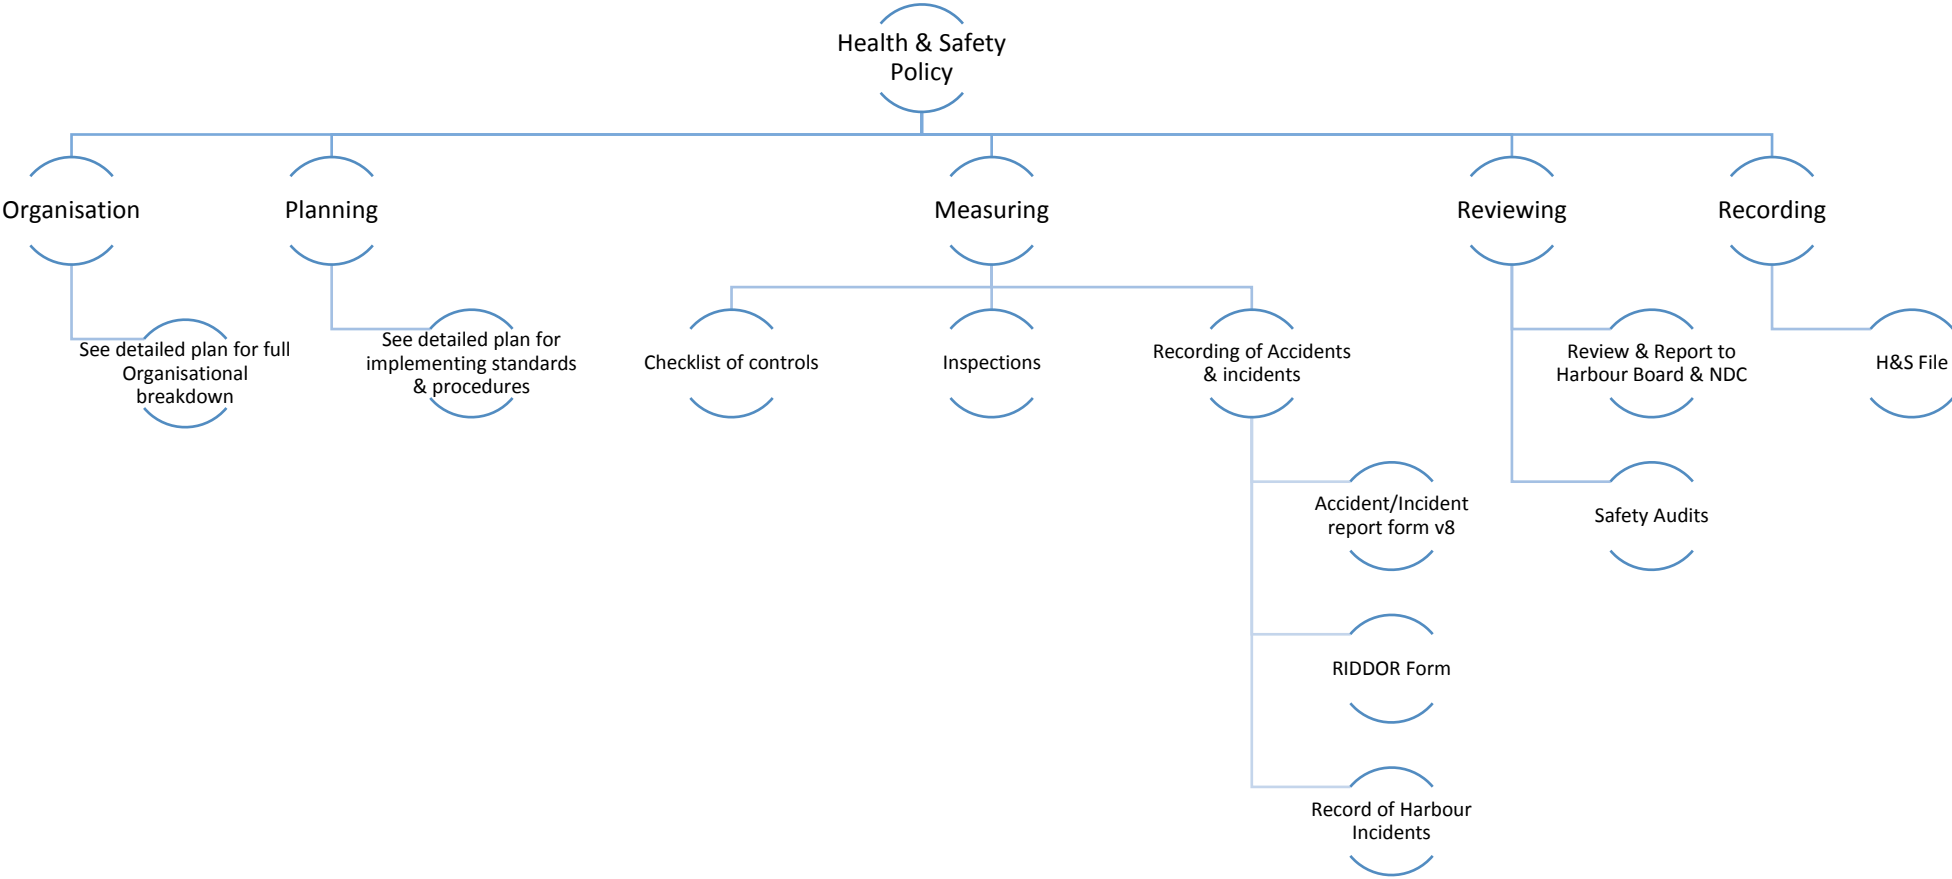 Health & Safety
Policy
Organisation
Planning
Measuring
Reviewing
Recording
See detailed plan for full
Organisational
breakdown
See detailed plan for
implementing standards
& procedures
Checklist of controls
Inspections
Recording of Accidents
& incidents
Accident/Incident
report form v8
RIDDOR Form
Record of Harbour
Incidents
Review & Report to
Harbour Board & NDC
Safety Audits
H&S File